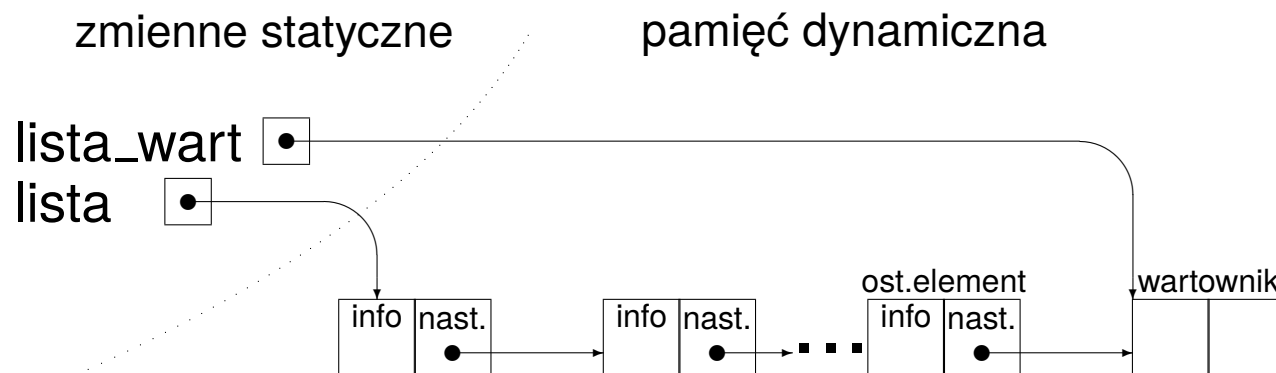 zmienne statyczne pamięć dynamiczna
lista_wart
lista
ost.element wartownik
info nast. info nast. info nast.